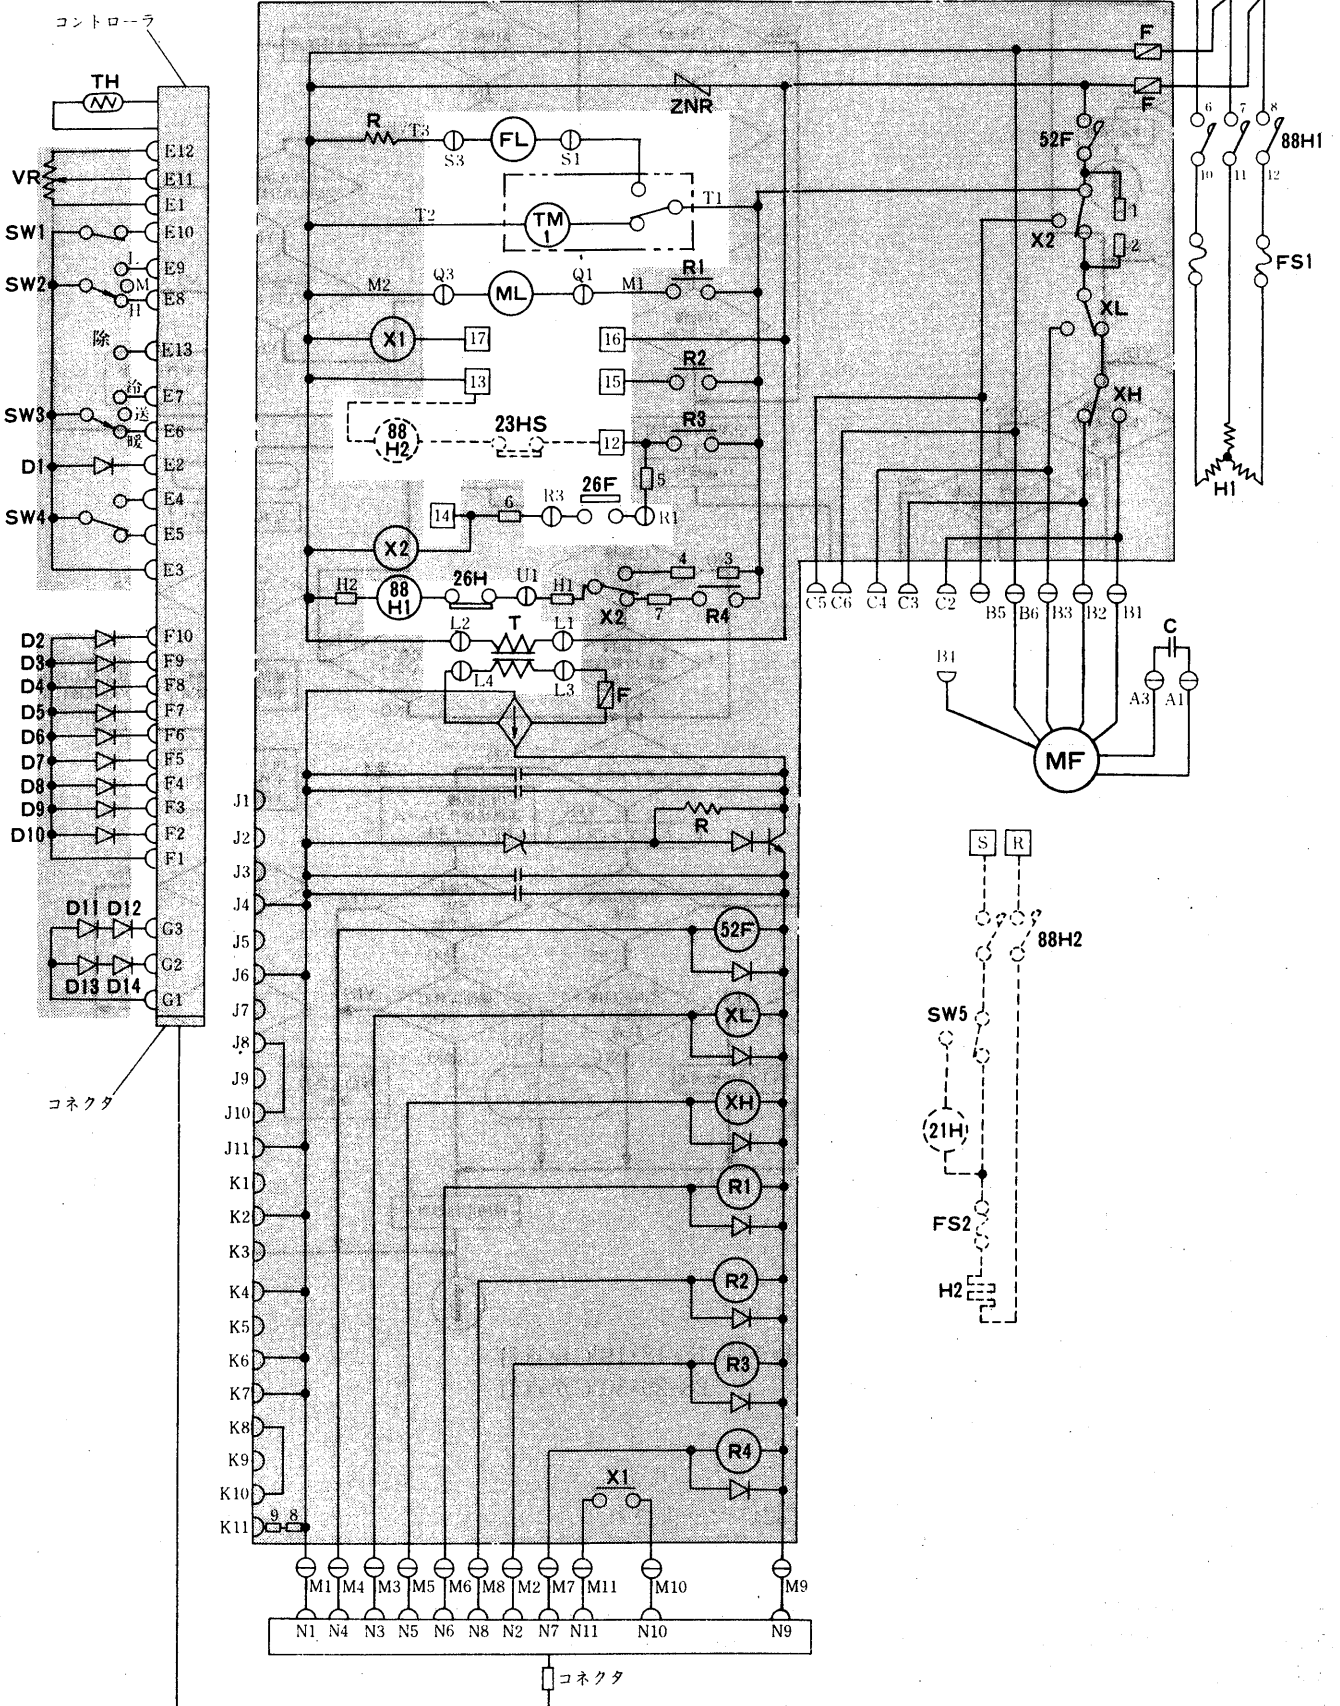 コントローラ
TH
E12
VR
E11
E1
SW1
E10
L
E9
SW2
M
E8
H
除
E13
冷
E7
SW3
送
E6
暖
D1
E2
E4
SW4
E5
E3
D2
F10
D3
F9
D4
F8
D5
F7
D6
F6
D7
F5
D8
F4
D9
F3
D10
F2
F1
D11 D12
G3
G2
D13 D14
G1
コネクタ
F
ZNR
F
R
T3
S3
FL
S1
T2
TM
1
T1
M2
Q3
ML
Q1
M1
R1
X1
17
16
13
15
R2
88
H2
23HS
12
R3
5
14
6
R3
26F
R1
X2
H2
88
H1
26H
U1
H1
X2
4
3
7
R4
L2
T
L1
L4
L3
F
52F
X2
1
2
XL
XH
6
7
8
88H1
10
11
12
FS1
H1
C5
C6
C4
C3
C2
B5
B6
B3
B2
B1
B4
C
A3
A1
MF
J1
J2
J3
J4
J5
J6
J7
J8
J9
J10
J11
K1
K2
K3
K4
K5
K6
K7
K8
K9
K10
K11
9
8
R
52F
XL
XH
R1
R2
R3
R4
X1
S
R
88H2
SW5
21H
FS2
H2
M1
M4
M3
M5
M6
M8
M2
M7
M11
M10
M9
N1
N4
N3
N5
N6
N8
N2
N7
N11
N10
N9
コネクタ